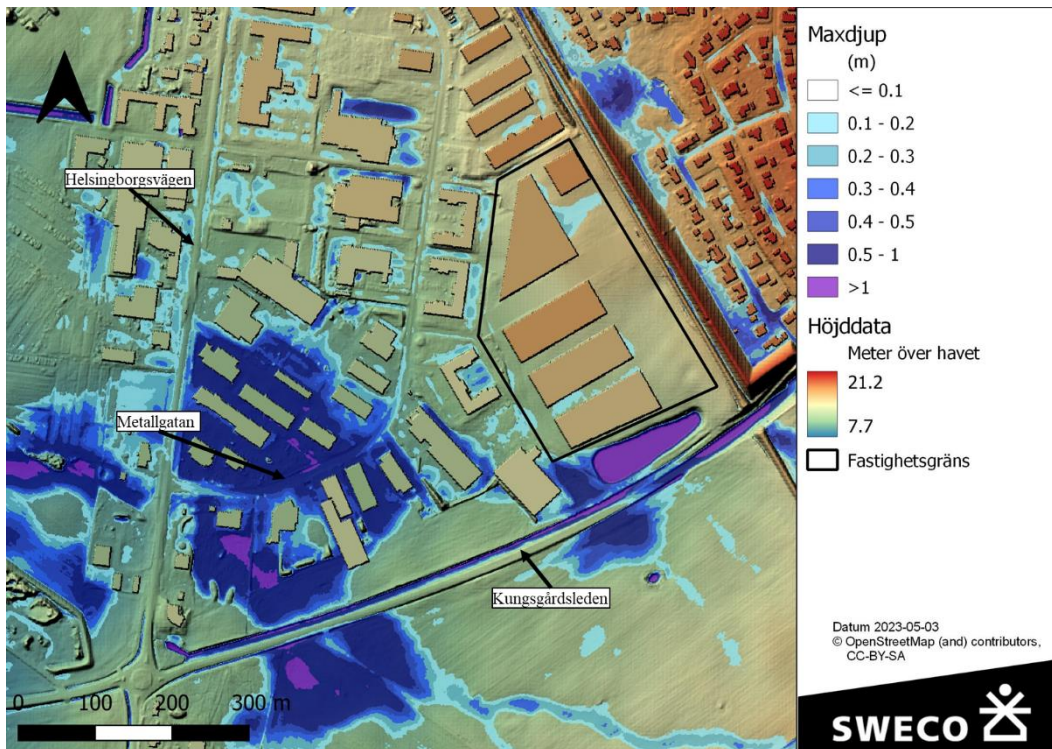 Helsingborgsvägen
Metallgatan
Kungsgårdsleden
0 100 200 300 m
Maxdjup
(m)
<= 0.1
0.1 - 0.2
0.2 - 0.3
0.3 - 0.4
0.4 - 0.5
0.5 - 1
>1
Höjddata
Meter över havet
21.2
7.7
Fastighetsgräns
Datum 2023-05-03
© OpenStreetMap (and) contributors,
CC-BY-SA
SWECO